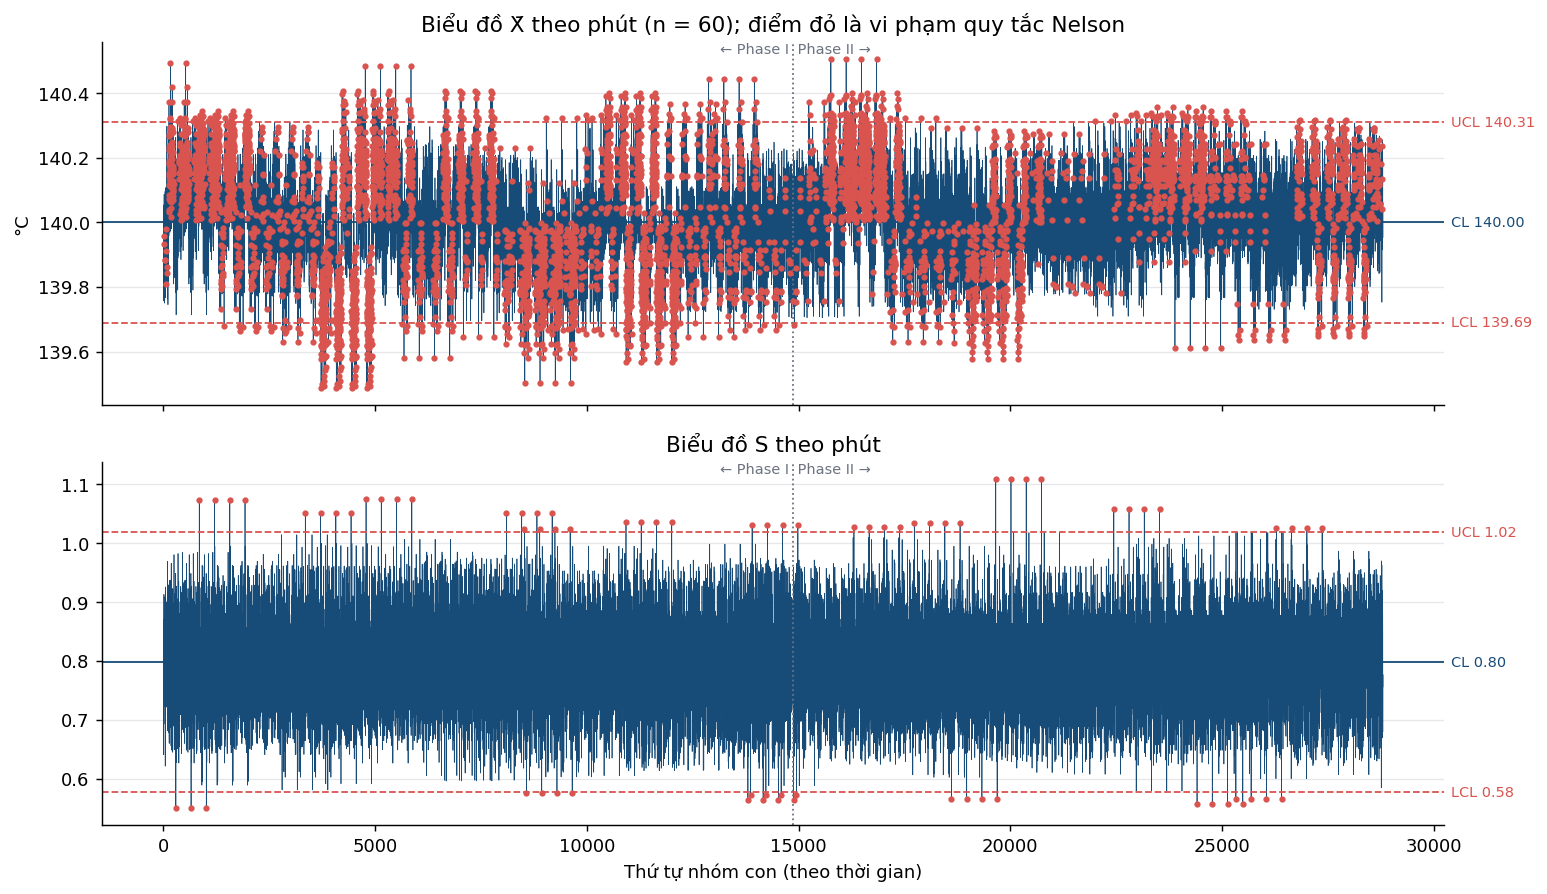 Biểu đồ X̄ theo phút (n = 60); điểm đỏ là vi phạm quy tắc Nelson
← Phase I Phase II →
140.4
140.2
140.0
139.8
139.6
°C
UCL 140.31
CL 140.00
LCL 139.69
Biểu đồ S theo phút
← Phase I Phase II →
1.1
1.0
0.9
0.8
0.7
0.6
UCL 1.02
CL 0.80
LCL 0.58
0 5000 10000 15000 20000 25000 30000
Thứ tự nhóm con (theo thời gian)